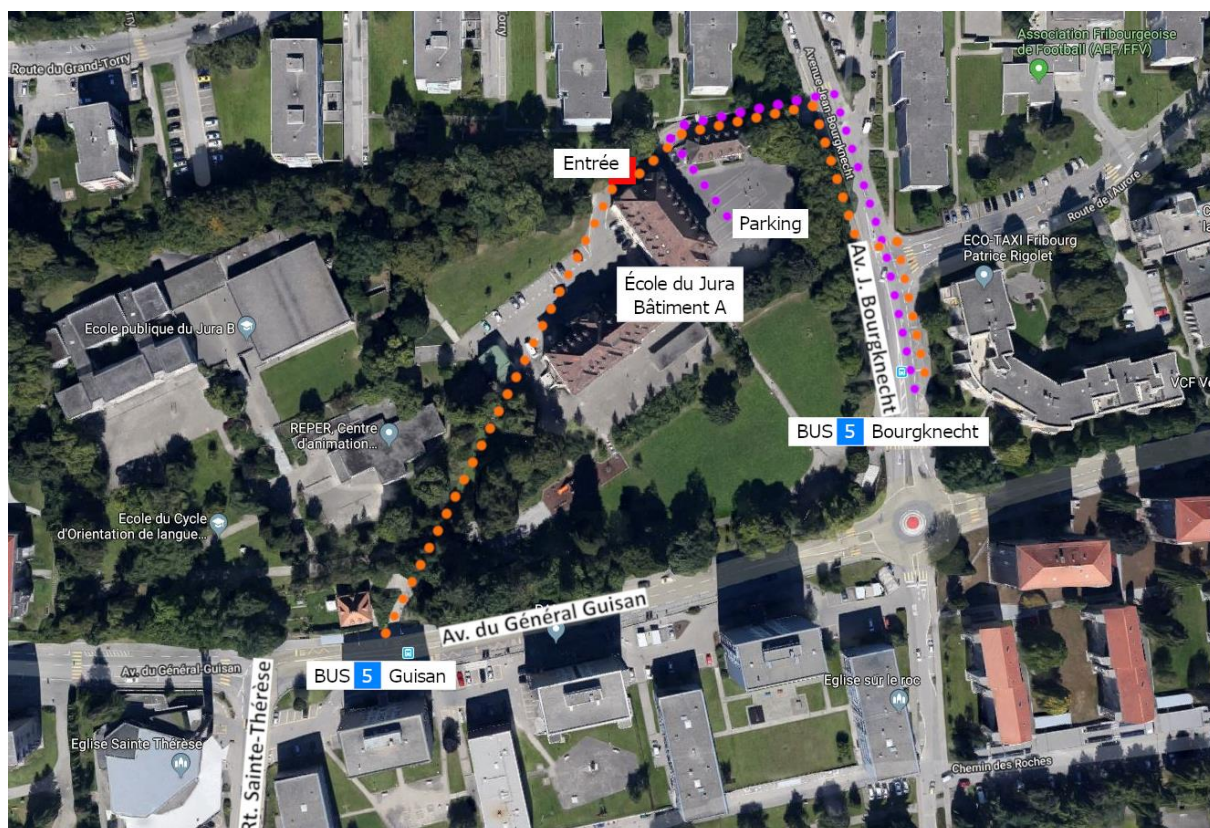 Route du Grand-Torry
Torry
Avenue Jean Bourgknecht
Association Fribourgeoise
de Football (AFF/FFV)
Entrée
Parking
Route de l'Aurore
ECO-TAXI Fribourg
Patrice Rigolet
École du Jura
Bâtiment A
Av. J. Bourgknecht
Ecole publique du Jura B
REPER, Centre
d'animation...
VCF
BUS 5 Bourgknecht
Ecole du Cycle
d'Orientation de langue...
Av. du Général Guisan
Av. du Général-Guisan
BUS 5 Guisan
Rt. Sainte-Thérèse
Eglise Sainte Thérèse
Eglise sur le roc
Chemin des Roches